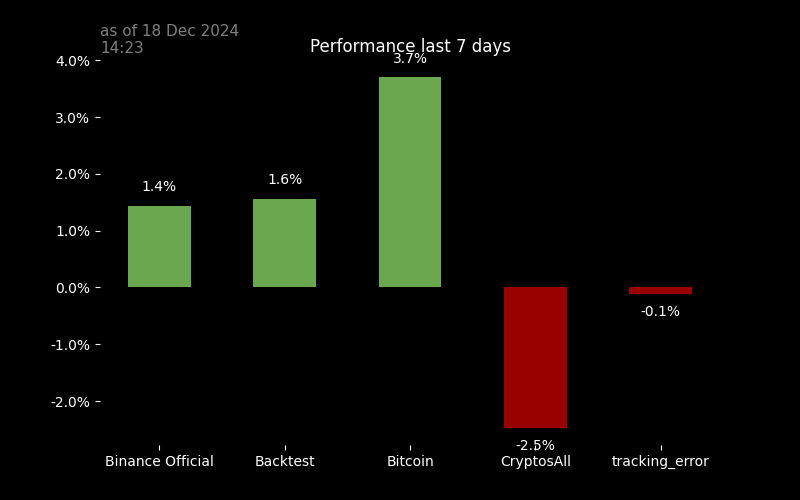 as of 18 Dec 2024
14:23
Performance last 7 days
4.0%
3.7%
3.0%
2.0%
1.6%
1.4%
1.0%
0.0%
-0.1%
-1.0%
-2.0%
-2.5%
Binance Official
Backtest
Bitcoin
CryptosAll
tracking_error